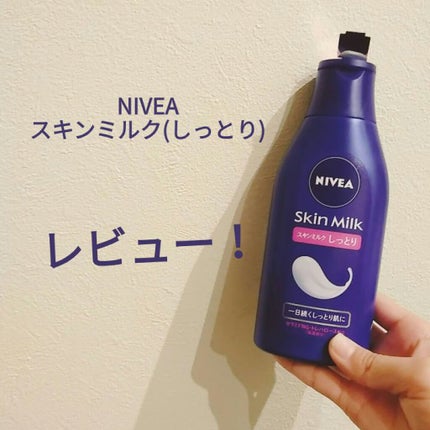 NIVEA
スキンミルク(しっとり)
レビュー！
NIVEA
Skin Milk
スキンミルク しっとり
一日続くしっとり肌に